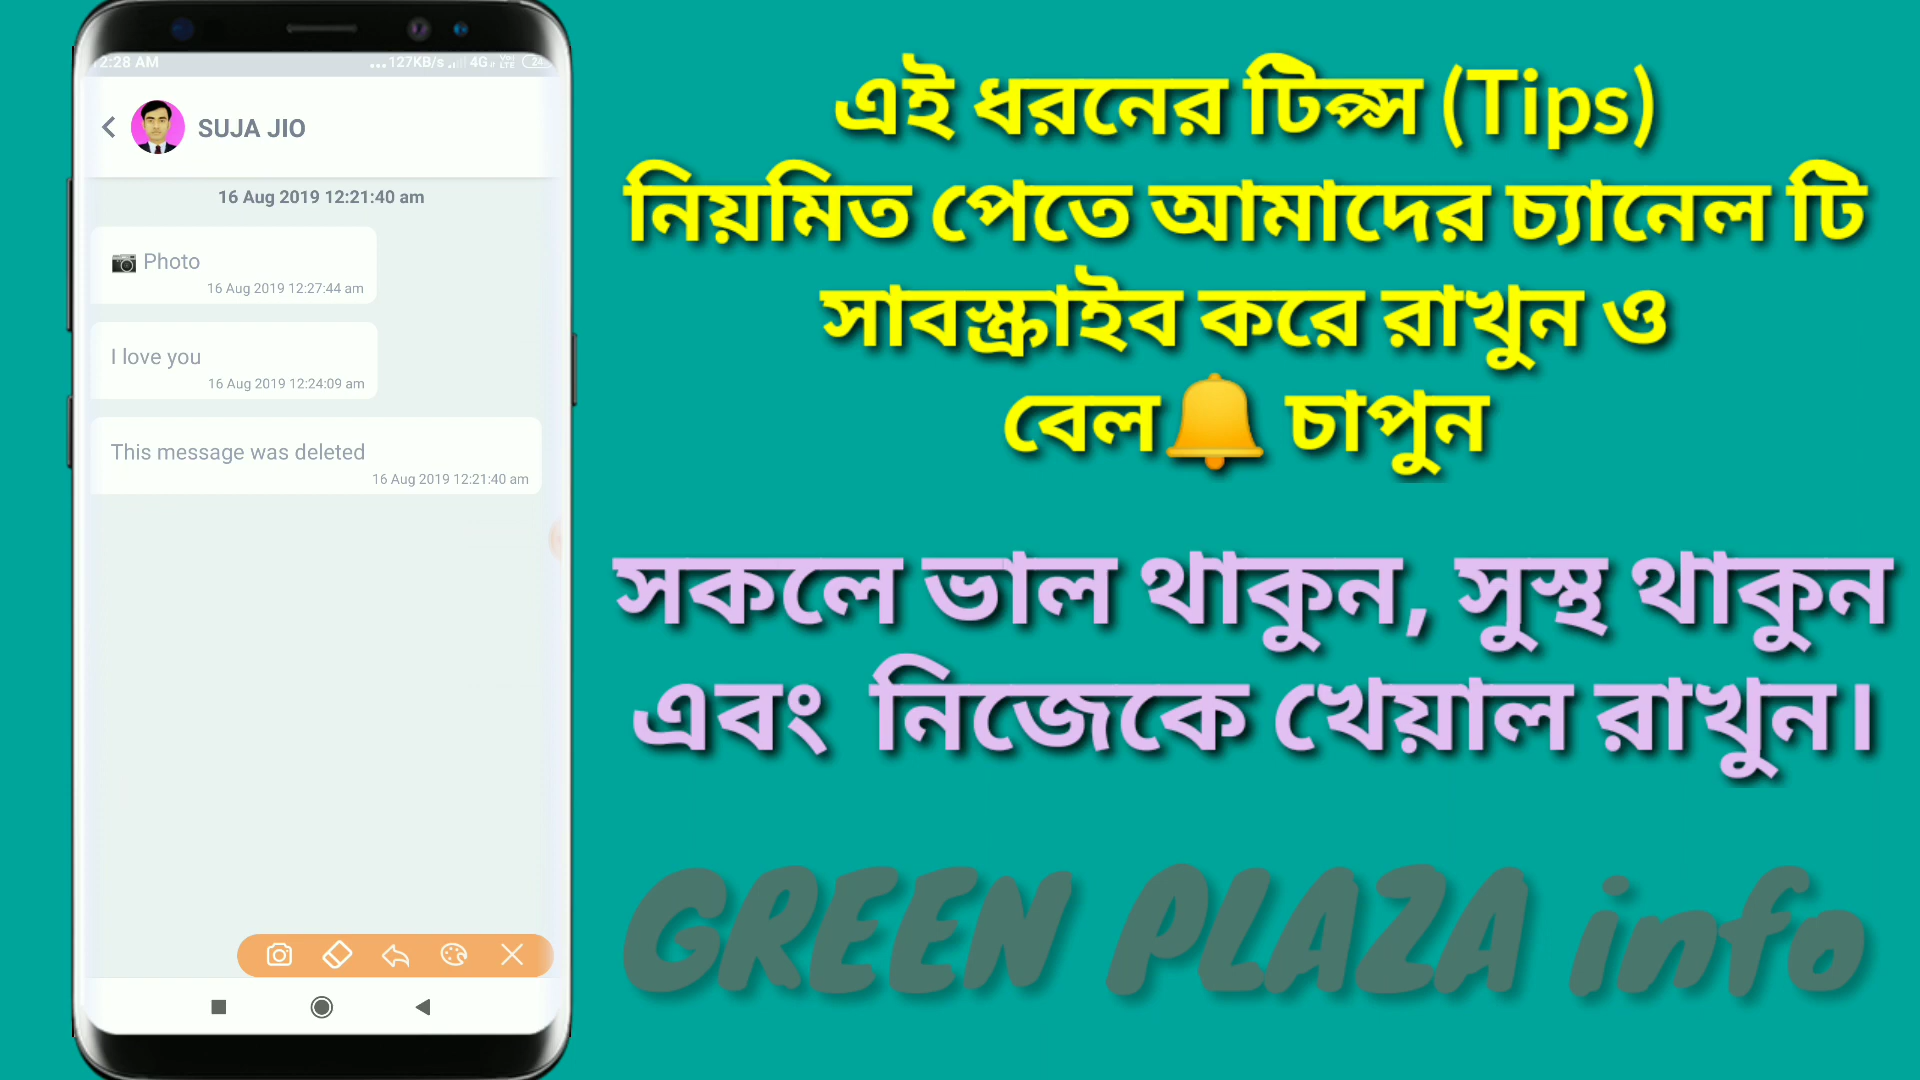 2:28 AM
...127KB/s 4G VoLTE 24
SUJA JIO
16 Aug 2019 12:21:40 am
📷 Photo
16 Aug 2019 12:27:44 am
I love you
16 Aug 2019 12:24:09 am
This message was deleted
16 Aug 2019 12:21:40 am
এই ধরনের টিপ্স (Tips)
নিয়মিত পেতে আমাদের চ্যানেল টি
সাবস্ক্রাইব করে রাখুন ও
বেল🔔 চাপুন
সকলে ভাল থাকুন, সুস্থ থাকুন
এবং নিজেকে খেয়াল রাখুন।
GREEN PLAZA info